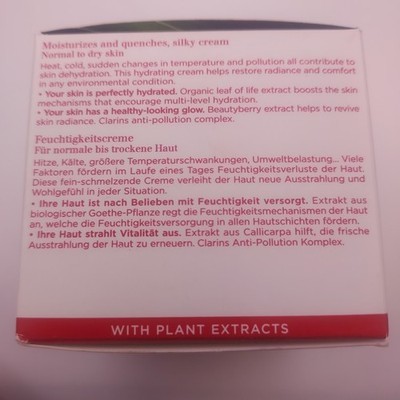 Moisturizes and quenches, silky cream
Normal to dry skin
Heat, cold, sudden changes in temperature and pollution all contribute to
skin dehydration. This hydrating cream helps restore radiance and comfort
in any environmental condition.
• Your skin is perfectly hydrated. Organic leaf of life extract boosts the skin
mechanisms that encourage multi-level hydration.
• Your skin has a healthy-looking glow. Beautyberry extract helps to revive
skin radiance. Clarins anti-pollution complex.
Feuchtigkeitscreme
Für normale bis trockene Haut
Hitze, Kälte, größere Temperaturschwankungen, Umweltbelastung... Viele
Faktoren fördern im Laufe eines Tages Feuchtigkeitsverluste der Haut.
Diese fein-schmelzende Creme verleiht der Haut neue Ausstrahlung und
Wohlgefühl in jeder Situation.
• Ihre Haut ist nach Belieben mit Feuchtigkeit versorgt. Extrakt aus
biologischer Goethe-Pflanze regt die Feuchtigkeitsmechanismen der Haut
an, welche die Feuchtigkeitsversorgung in allen Hautschichten fördern.
• Ihre Haut strahlt Vitalität aus. Extrakt aus Callicarpa hilft, die frische
Ausstrahlung der Haut zu erneuern. Clarins Anti-Pollution Komplex.
WITH PLANT EXTRACTS